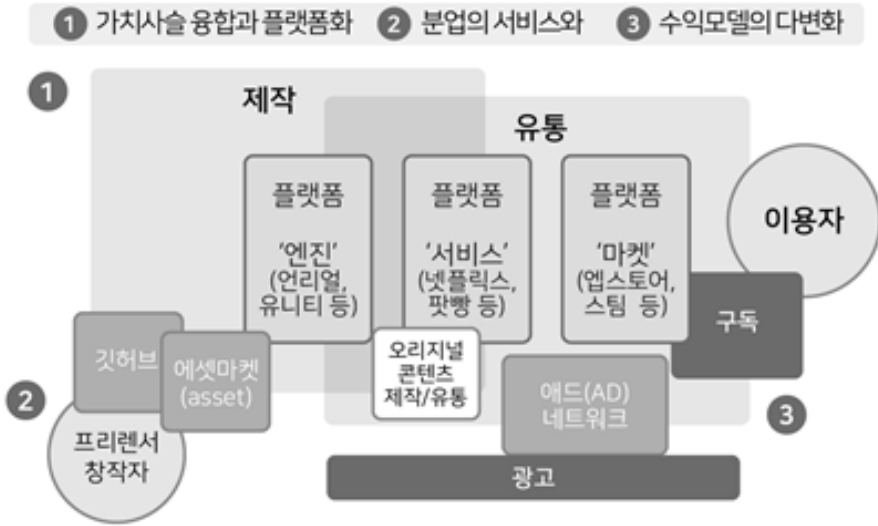 1 가치사슬 융합과 플랫폼화 2 분업의 서비스와 3 수익모델의 다변화
1
제작
유통
플랫폼
'엔진'
(언리얼,
유니티 등)
플랫폼
'서비스'
(넷플릭스,
팟빵 등)
플랫폼
'마켓'
(엡스토어,
스팀 등)
이용자
구독
깃허브
에셋마켓
(asset)
오리지널
콘텐츠
제작/유통
애드(AD)
네트워크
2
프리렌서
창작자
3
광고